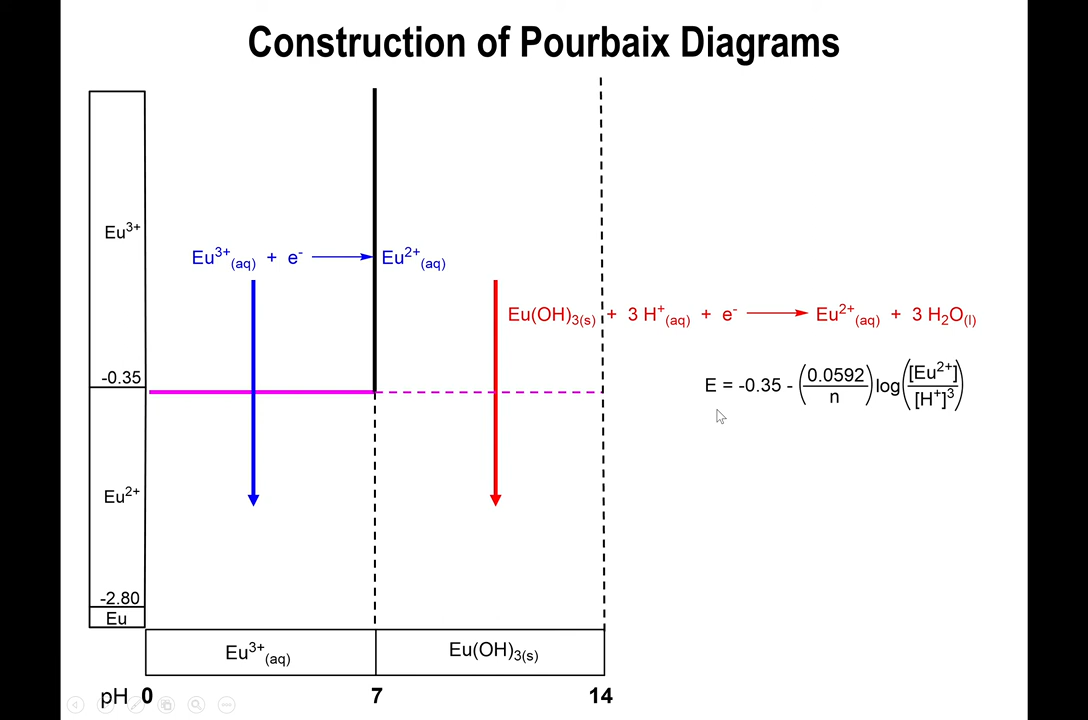 Construction of Pourbaix Diagrams
Eu³⁺
Eu³⁺(aq) + e⁻ ⟶ Eu²⁺(aq)
Eu(OH)₃(s) + 3 H⁺(aq) + e⁻ ⟶ Eu²⁺(aq) + 3 H₂O(l)
-0.35
E = -0.35 - (0.0592/n) log([Eu²⁺]/[H⁺]³)
Eu²⁺
-2.80
Eu
Eu³⁺(aq) Eu(OH)₃(s)
pH 0 7 14